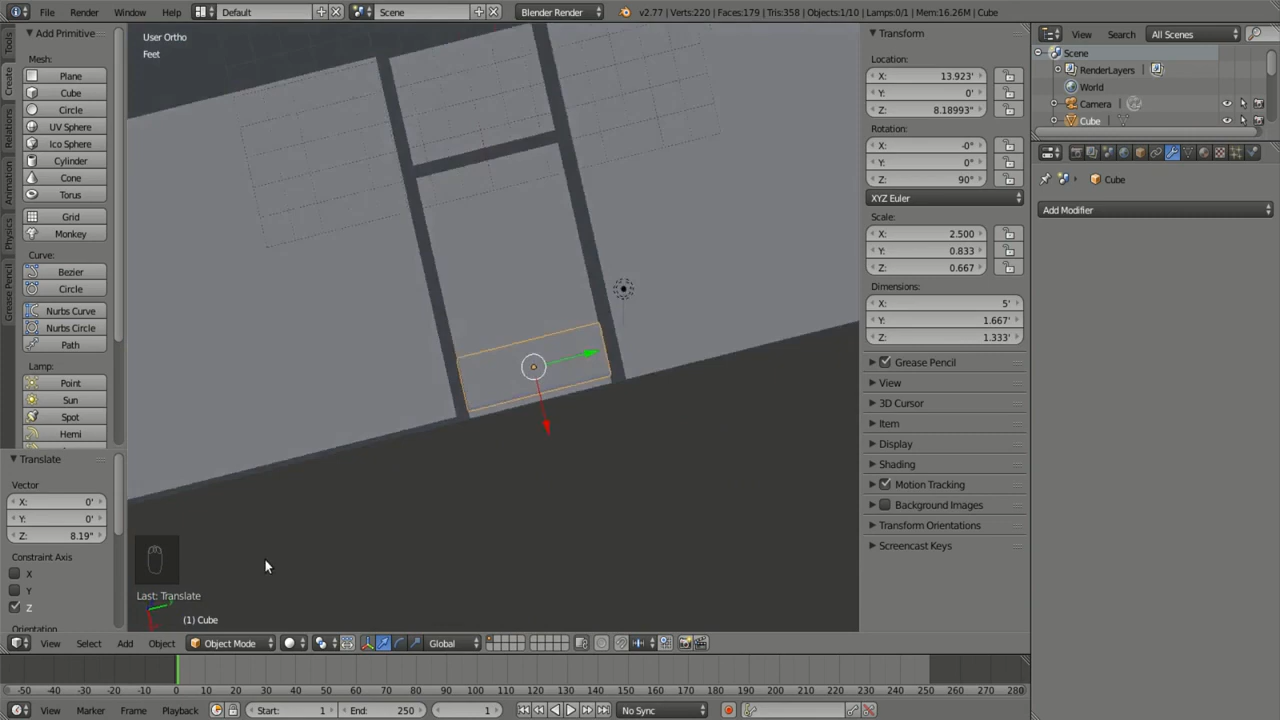 File Render Window Help Default Scene Blender Render v2.77 | Verts:220 | Faces:179 | Tris:358 | Objects:1/10 | Lamps:0/1 | Mem:16.26M | Cube
Tools
Create
Relations
Animation
Physics
Grease Pencil
Add Primitive
Mesh:
Plane
Cube
Circle
UV Sphere
Ico Sphere
Cylinder
Cone
Torus
Grid
Monkey
Curve:
Bezier
Circle
Nurbs Curve
Nurbs Circle
Path
Lamp:
Point
Sun
Spot
Hemi
Translate
Vector
X: 0'
Y: 0'
Z: 8.19"
Constraint Axis
X
Y
Z
Orientation
User Ortho
Feet
Last: Translate
(1) Cube
Transform
Location:
X: 13.923'
Y: 0'
Z: 8.18993"
Rotation:
X: -0°
Y: 0°
Z: 90°
XYZ Euler
Scale:
X: 2.500
Y: 0.833
Z: 0.667
Dimensions:
X: 5'
Y: 1.667'
Z: 1.333'
Grease Pencil
View
3D Cursor
Item
Display
Shading
Motion Tracking
Background Images
Transform Orientations
Screencast Keys
View Search All Scenes
Scene
RenderLayers
World
Camera
Cube
Cube
Add Modifier
View Select Add Object Object Mode Global
-50 -40 -30 -20 -10 0 10 20 30 40 50 60 70 80 90 100 110 120 130 140 150 160 170 180 190 200 210 220 230 240 250 260 270 280
View Marker Frame Playback Start: 1 End: 250 1 No Sync